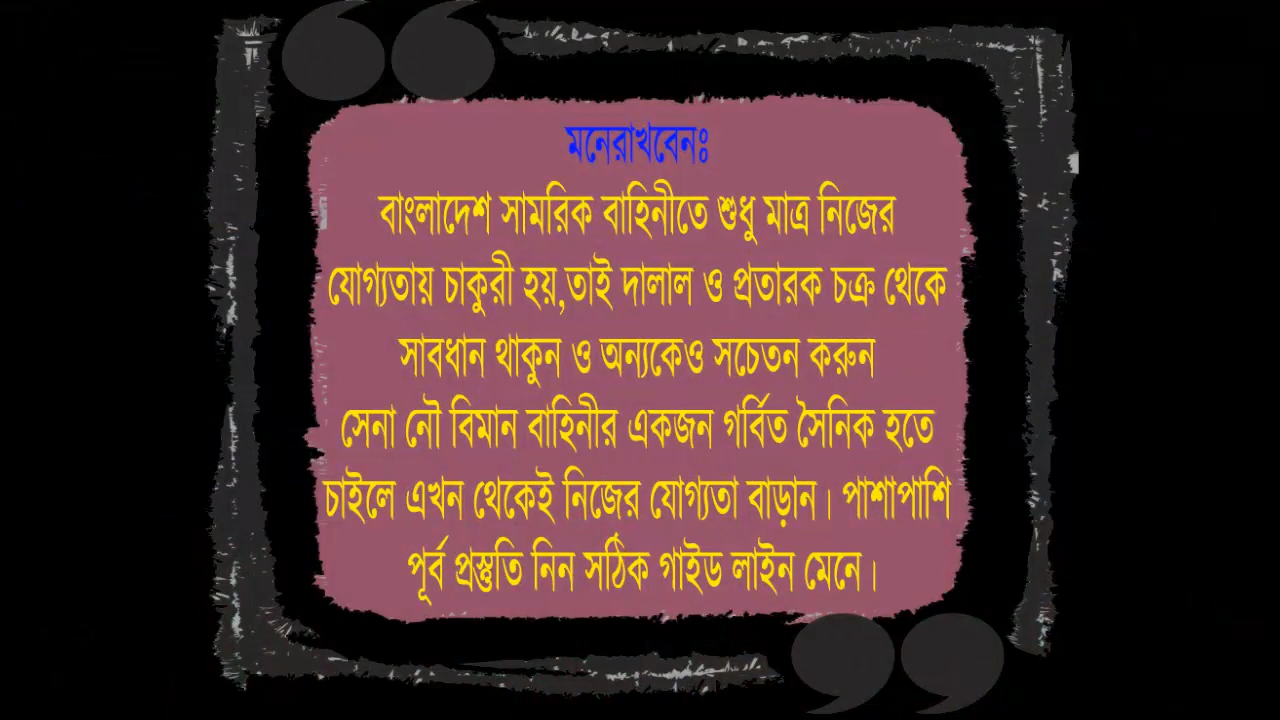 মনেরাখবেনঃ
বাংলাদেশ সামরিক বাহিনীতে শুধু মাত্র নিজের
যোগ্যতায় চাকুরী হয়,তাই দালাল ও প্রতারক চক্র থেকে
সাবধান থাকুন ও অন্যকেও সচেতন করুন
সেনা নৌ বিমান বাহিনীর একজন গর্বিত সৈনিক হতে
চাইলে এখন থেকেই নিজের যোগ্যতা বাড়ান। পাশাপাশি
পূর্ব প্রস্তুতি নিন সঠিক গাইড লাইন মেনে।